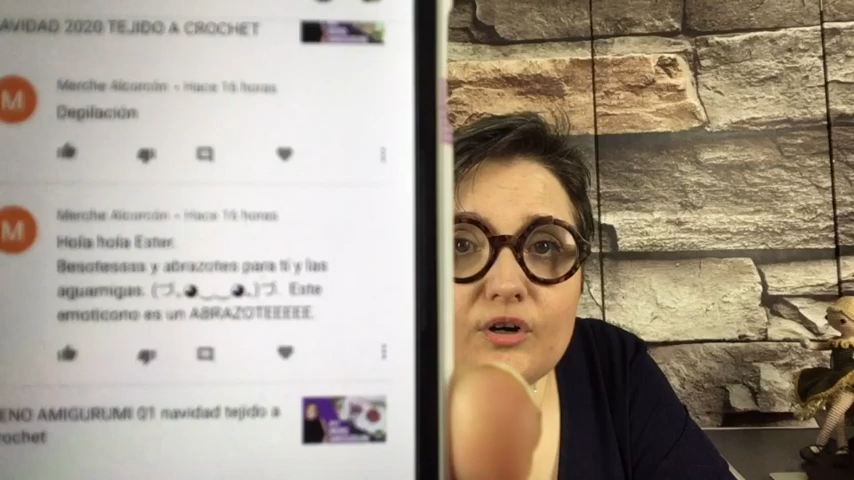 AVIDAD 2020 TEJIDO A CROCHET
M
Merche Alcorcón • Hace 16 horas
Depilación
M
Merche Alcorcón • Hace 16 horas
Hola hola Ester.
Besotessss y abrazotes para ti y las
aguamigas. (づ｡◕‿‿◕｡)づ. Este
emoticono es un ABRAZOTEEEEE.
ENO AMIGURUMI 01 navidad tejido a
rochet